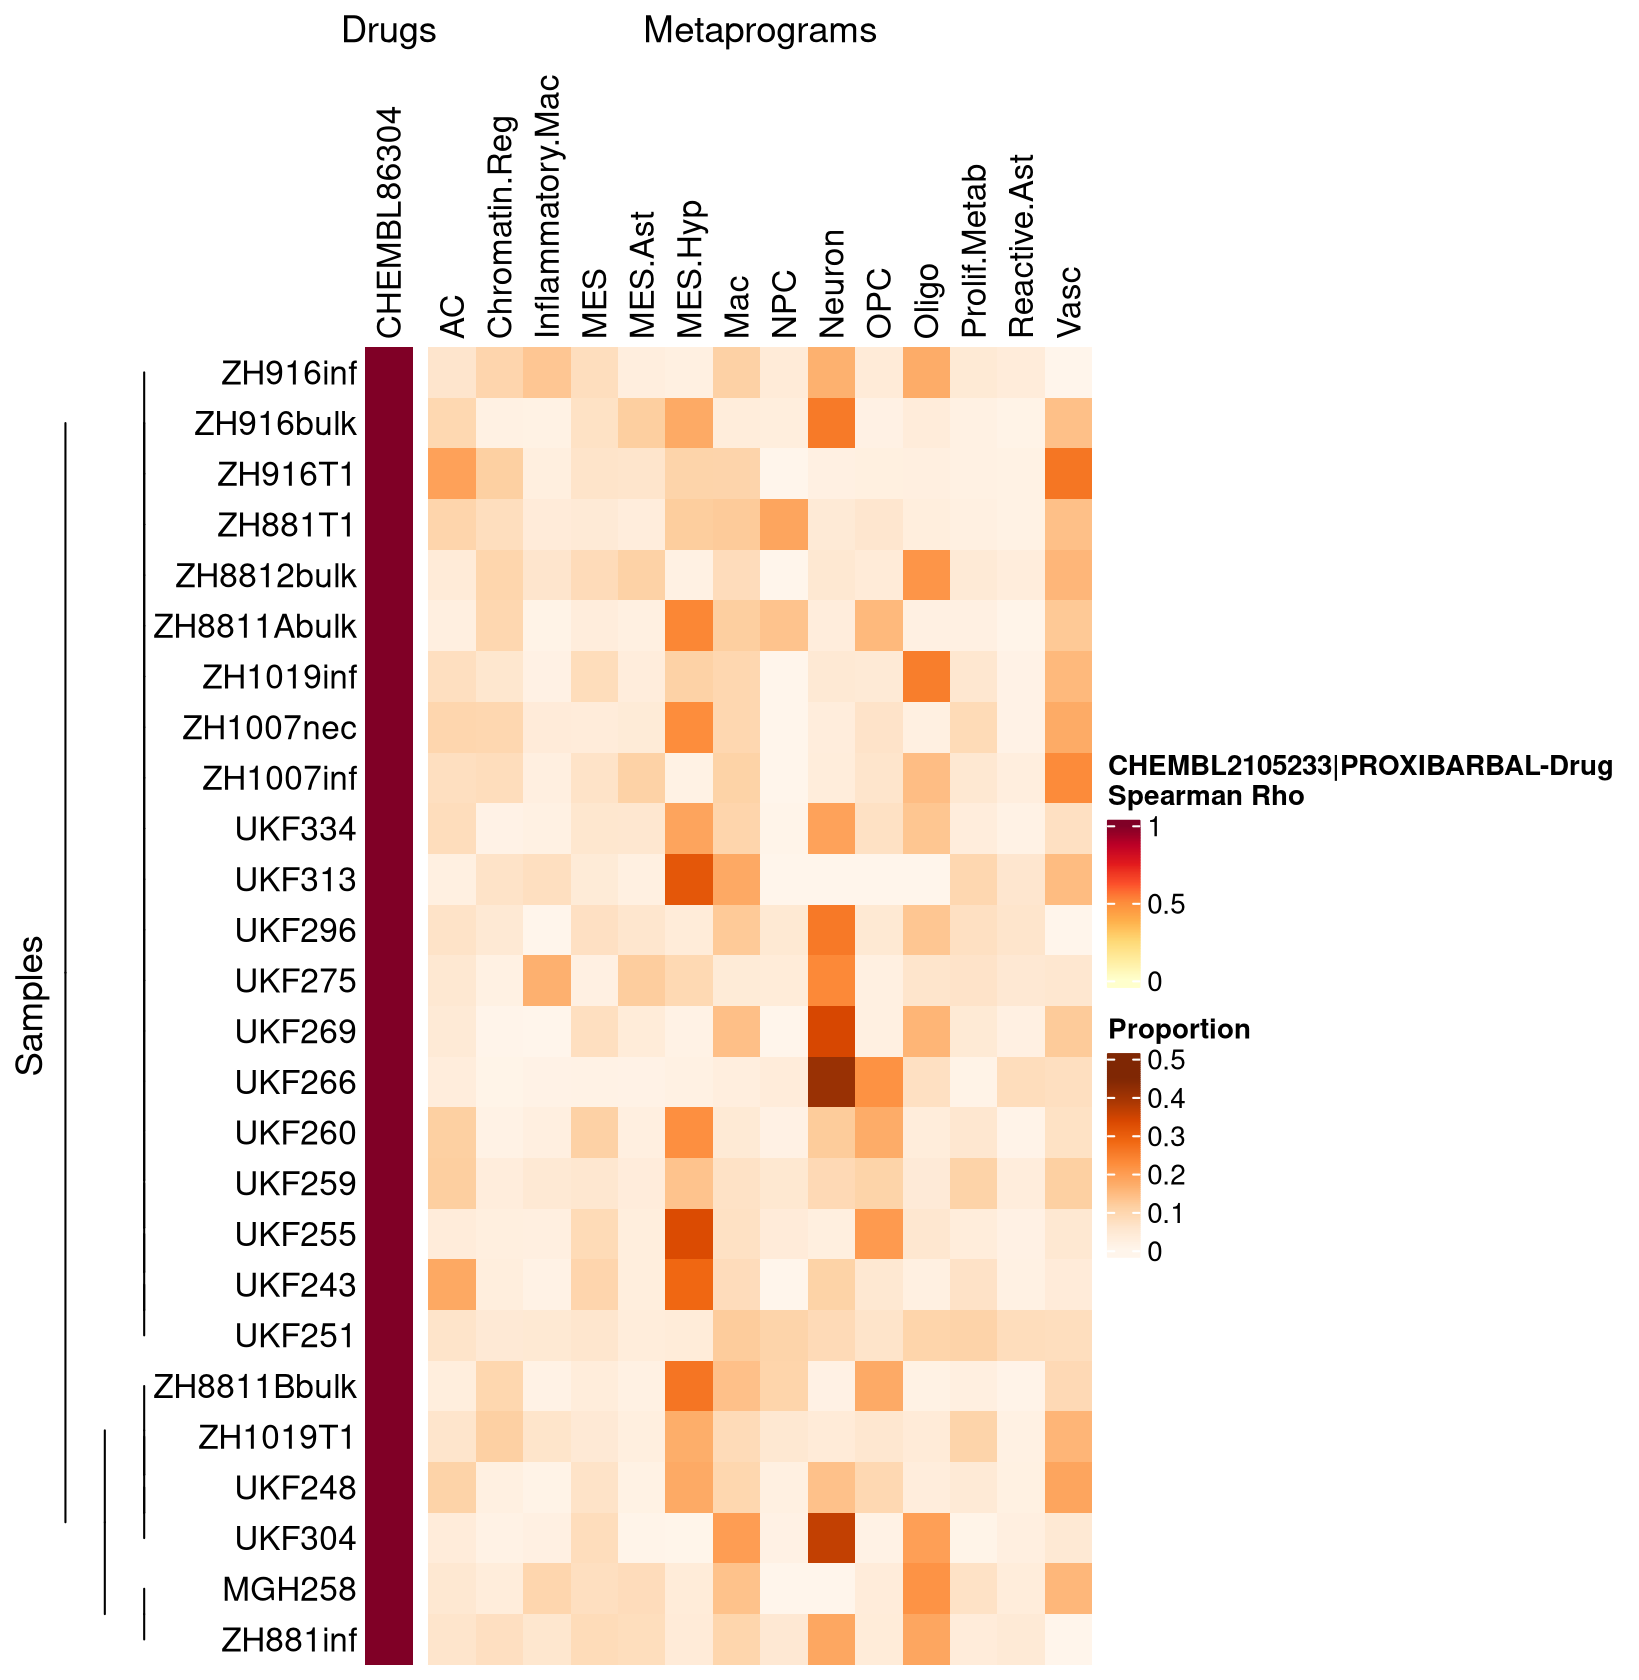 Drugs
Metaprograms
CHEMBL86304
AC
Chromatin.Reg
Inflammatory.Mac
MES
MES.Ast
MES.Hyp
Mac
NPC
Neuron
OPC
Oligo
Prolif.Metab
Reactive.Ast
Vasc
Samples
ZH916inf
ZH916bulk
ZH916T1
ZH881T1
ZH8812bulk
ZH8811Abulk
ZH1019inf
ZH1007nec
ZH1007inf
UKF334
UKF313
UKF296
UKF275
UKF269
UKF266
UKF260
UKF259
UKF255
UKF243
UKF251
ZH8811Bbulk
ZH1019T1
UKF248
UKF304
MGH258
ZH881inf
CHEMBL2105233|PROXIBARBAL-Drug
Spearman Rho
1
0.5
0
Proportion
0.5
0.4
0.3
0.2
0.1
0